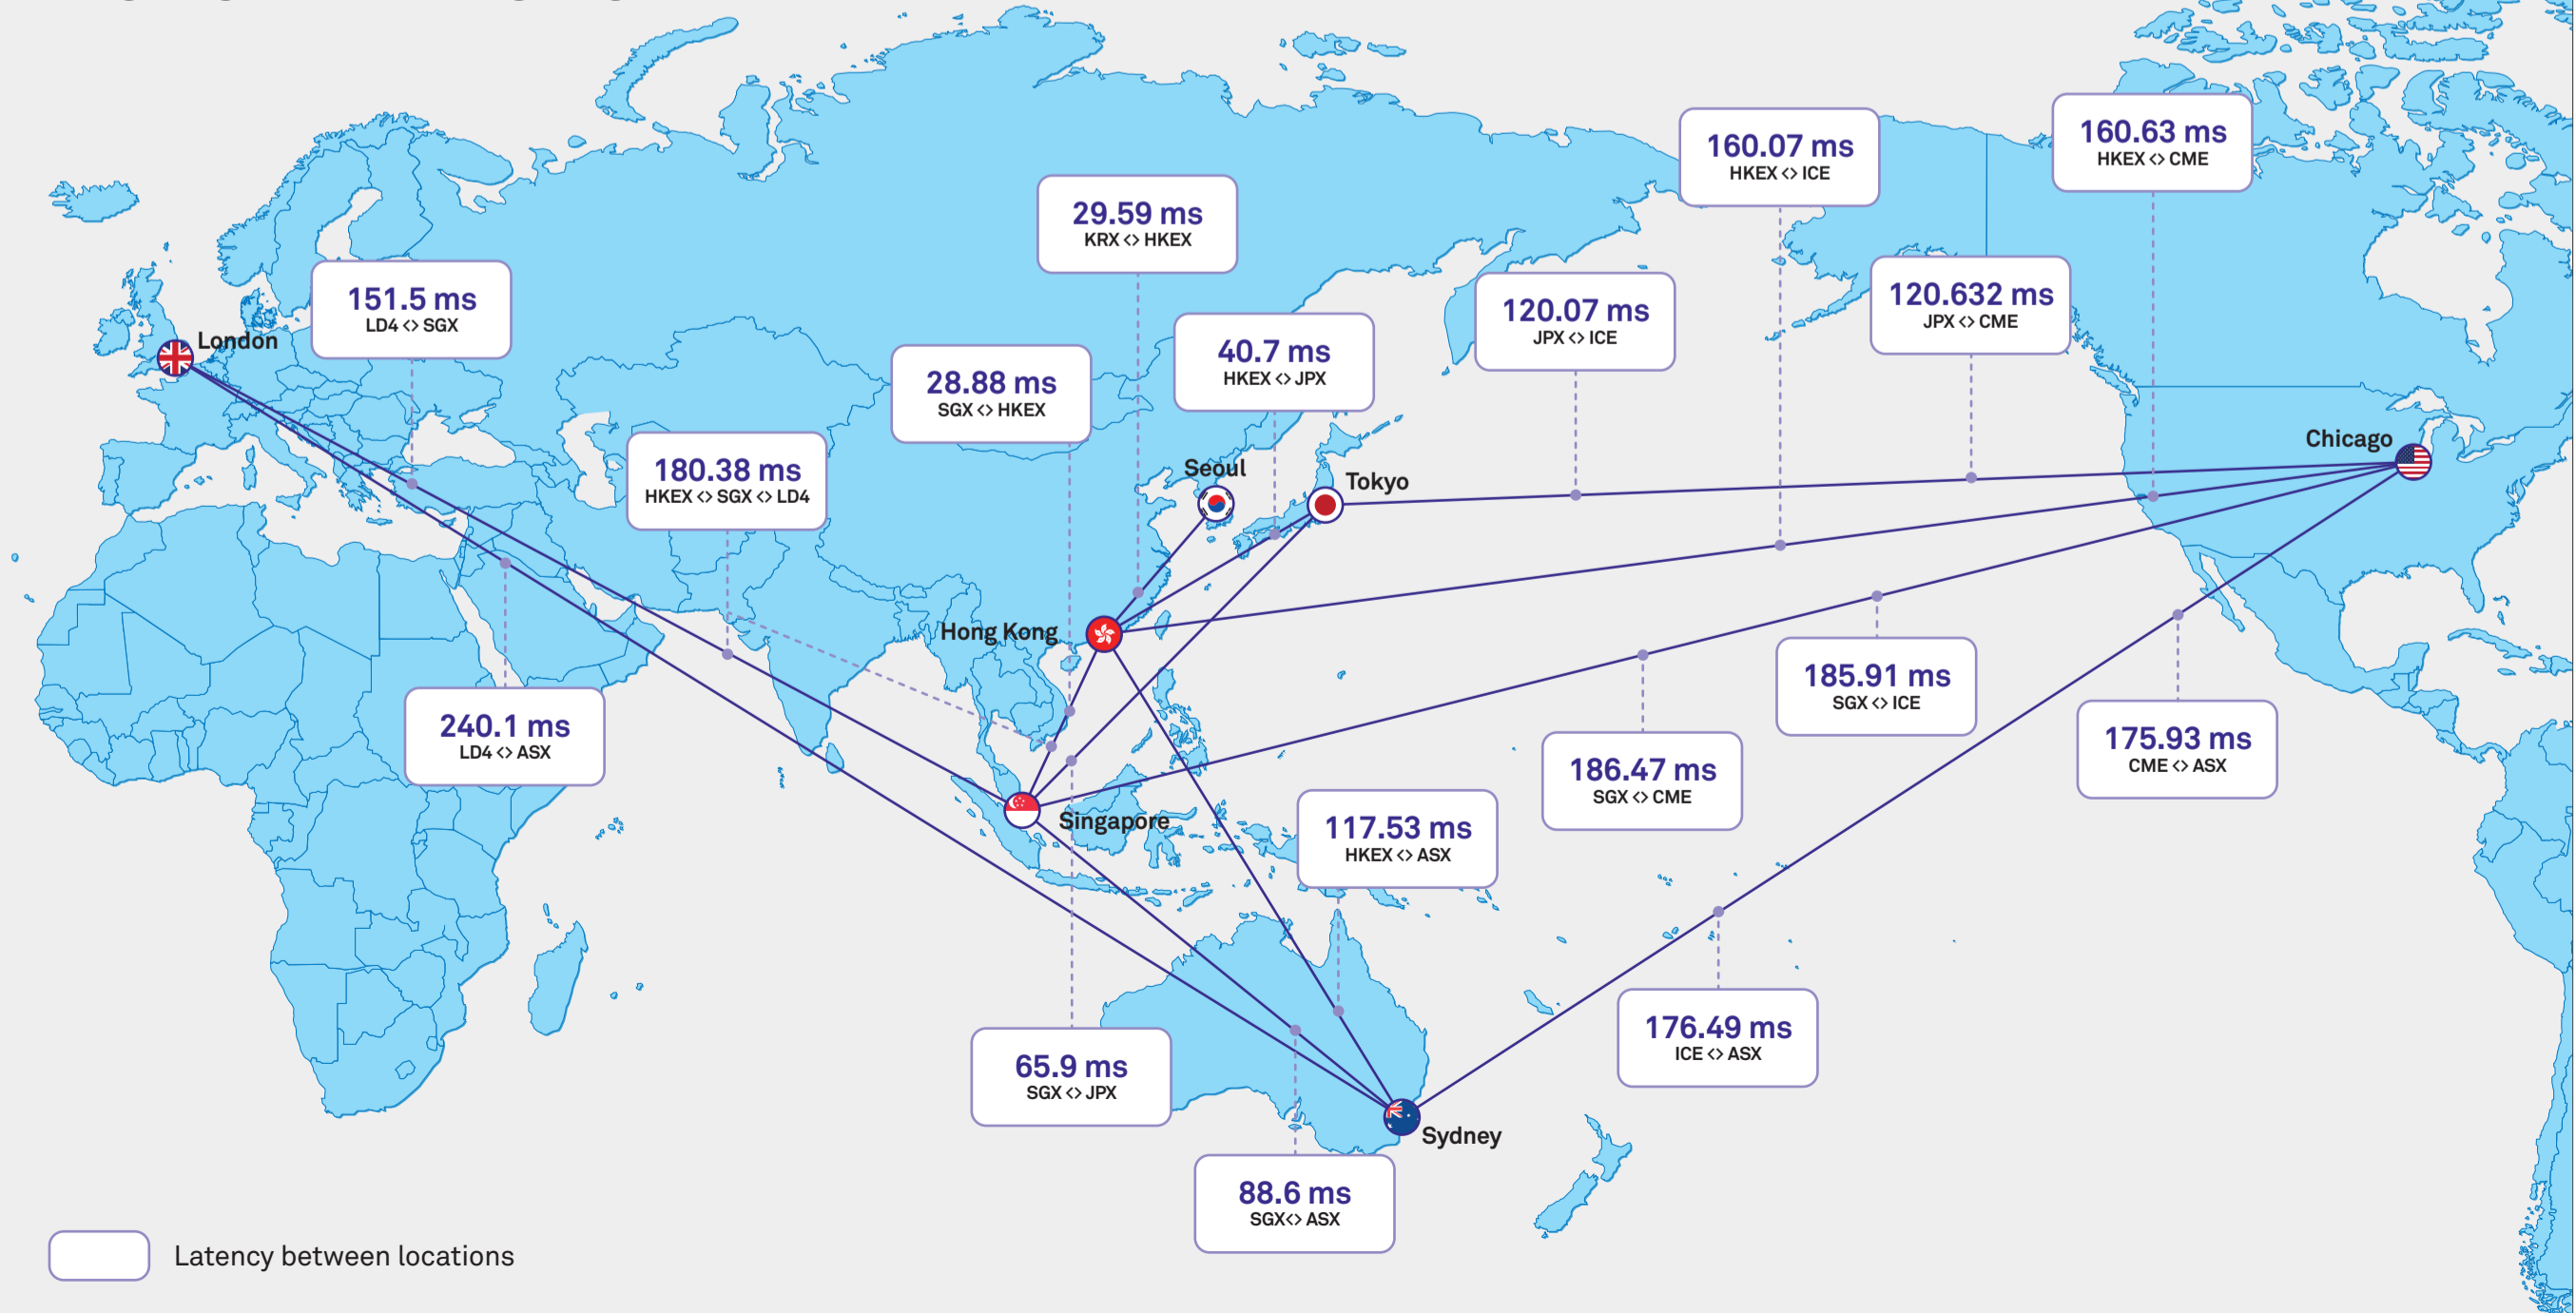 160.63 ms
HKEX <> CME
160.07 ms
HKEX <> ICE
29.59 ms
KRX <> HKEX
151.5 ms
LD4 <> SGX
120.632 ms
JPX <> CME
120.07 ms
JPX <> ICE
London
40.7 ms
HKEX <> JPX
28.88 ms
SGX <> HKEX
Chicago
180.38 ms
HKEX <> SGX <> LD4
Seoul
Tokyo
Hong Kong
185.91 ms
SGX <> ICE
240.1 ms
LD4 <> ASX
175.93 ms
CME <> ASX
186.47 ms
SGX <> CME
Singapore
117.53 ms
HKEX <> ASX
176.49 ms
ICE <> ASX
65.9 ms
SGX <> JPX
Sydney
88.6 ms
SGX<> ASX
Latency between locations